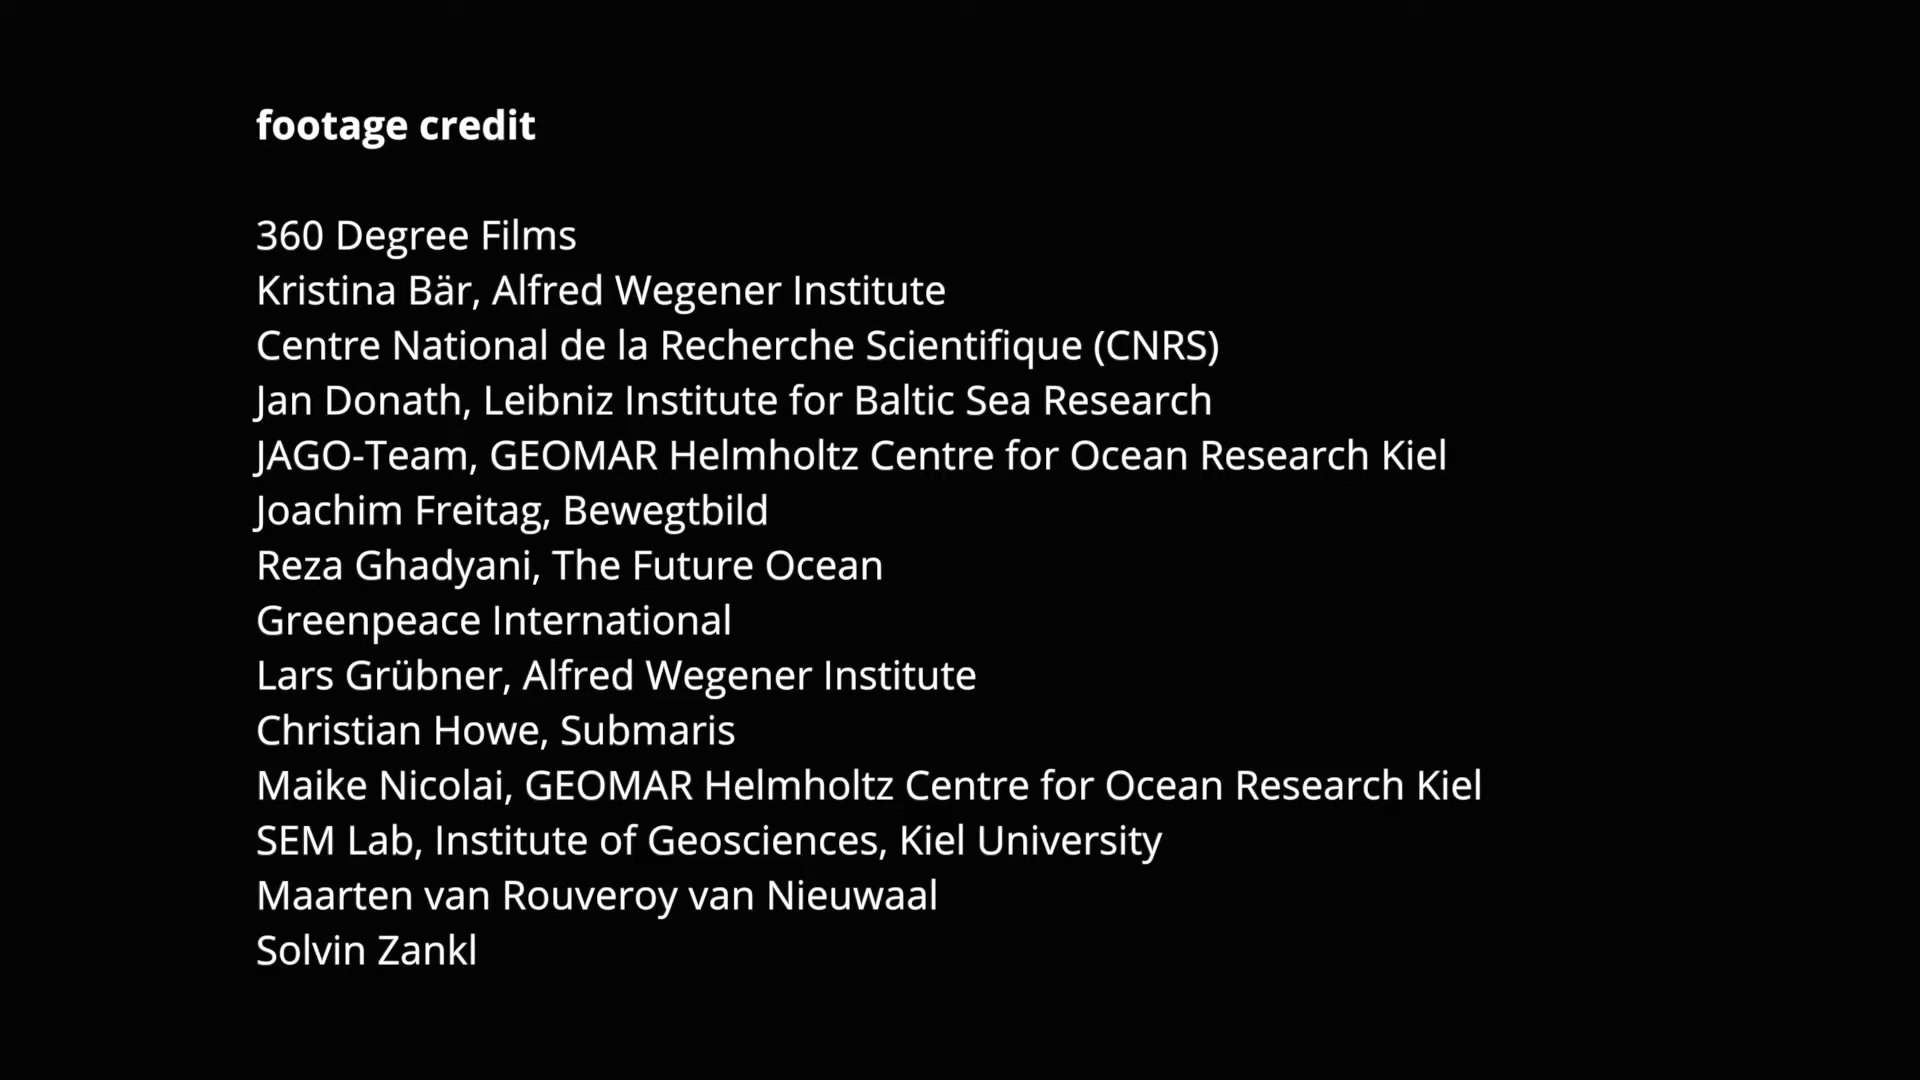 footage credit
360 Degree Films
Kristina Bär, Alfred Wegener Institute
Centre National de la Recherche Scientifique (CNRS)
Jan Donath, Leibniz Institute for Baltic Sea Research
JAGO-Team, GEOMAR Helmholtz Centre for Ocean Research Kiel
Joachim Freitag, Bewegtbild
Reza Ghadyani, The Future Ocean
Greenpeace International
Lars Grübner, Alfred Wegener Institute
Christian Howe, Submaris
Maike Nicolai, GEOMAR Helmholtz Centre for Ocean Research Kiel
SEM Lab, Institute of Geosciences, Kiel University
Maarten van Rouveroy van Nieuwaal
Solvin Zankl